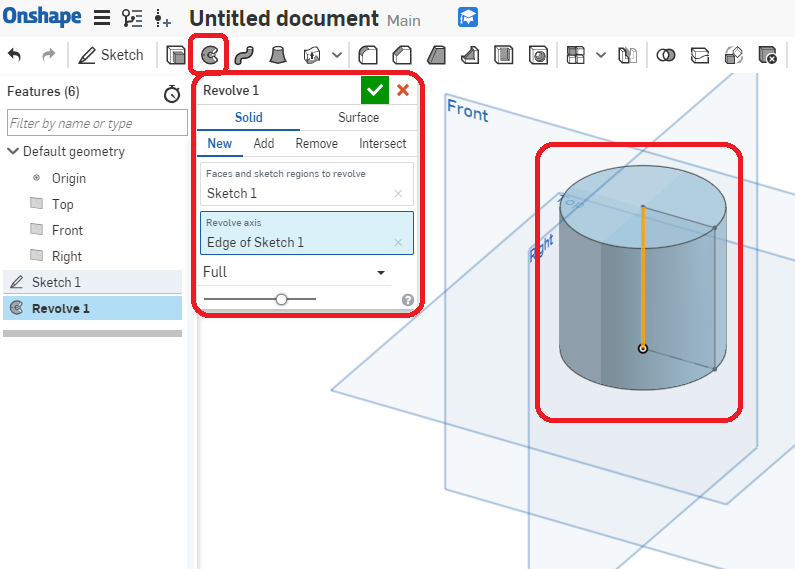 Onshape Untitled document Main
Sketch
Features (6)
Filter by name or type
Default geometry
Origin
Top
Front
Right
Sketch 1
Revolve 1
Revolve 1
Solid Surface
New Add Remove Intersect
Faces and sketch regions to revolve
Sketch 1
Revolve axis
Edge of Sketch 1
Full
Front
Top
Right